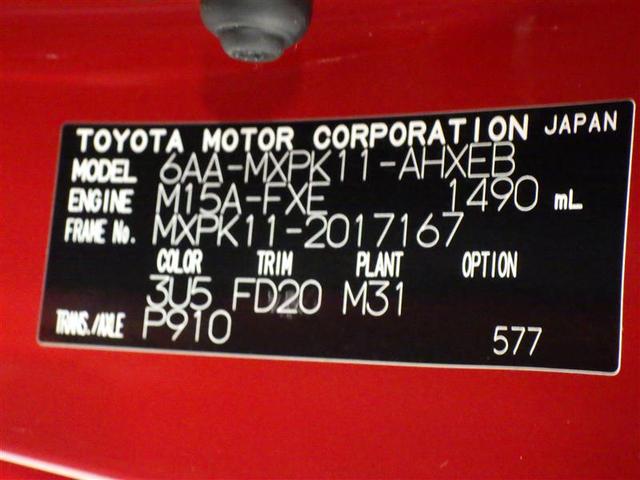 TOYOTA MOTOR CORPORATION JAPAN
MODEL 6AA-MXPK11-AHXEB
ENGINE M15A-FXE 1490 mL
FRAME No. MXPK11-2017167
COLOR TRIM PLANT OPTION
3U5 FD20 M31
TRANS./AXLE P910 577